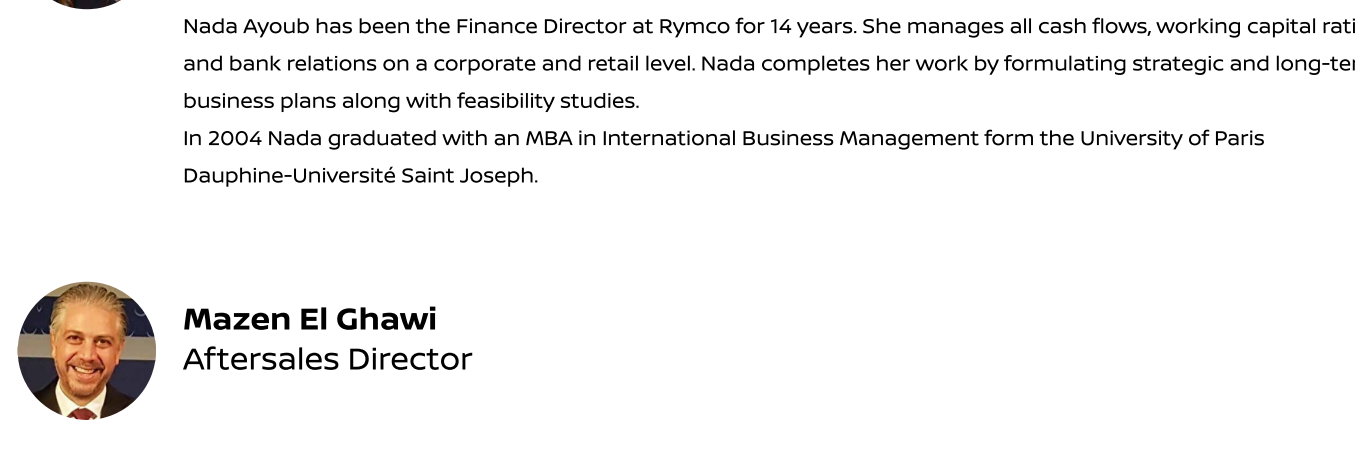 Nada Ayoub has been the Finance Director at Rymco for 14 years. She manages all cash flows, working capital
and bank relations on a corporate and retail level. Nada completes her work by formulating strategic and
business plans along with feasibility studies.
In 2004 Nada graduated with an MBA in International Business Management form the University of Paris
Dauphine-Université Saint Joseph.
Mazen El Ghawi
Aftersales Director